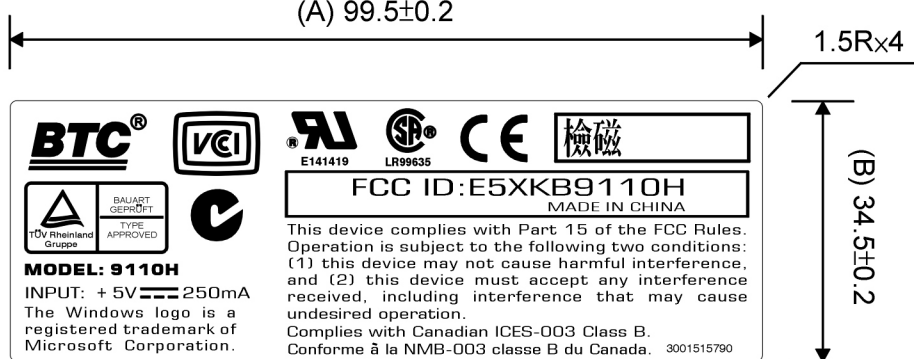 (A) 99.5±0.2
1.5R×4
BTC®
VCI
® RU
E141419
SA®
LR99635
CE
檢磁
(B) 34.5±0.2
FCC ID:E5XKB9110H
MADE IN CHINA
TÜV Rheinland
Gruppe
BAUART
GEPRÜFT
TYPE
APPROVED
MODEL: 9110H
INPUT: + 5V 250mA
The Windows logo is a
registered trademark of
Microsoft Corporation.
This device complies with Part 15 of the FCC Rules.
Operation is subject to the following two conditions:
(1) this device may not cause harmful interference,
and (2) this device must accept any interference
received, including interference that may cause
undesired operation.
Complies with Canadian ICES-003 Class B.
Conforme à la NMB-003 classe B du Canada. 3001515790